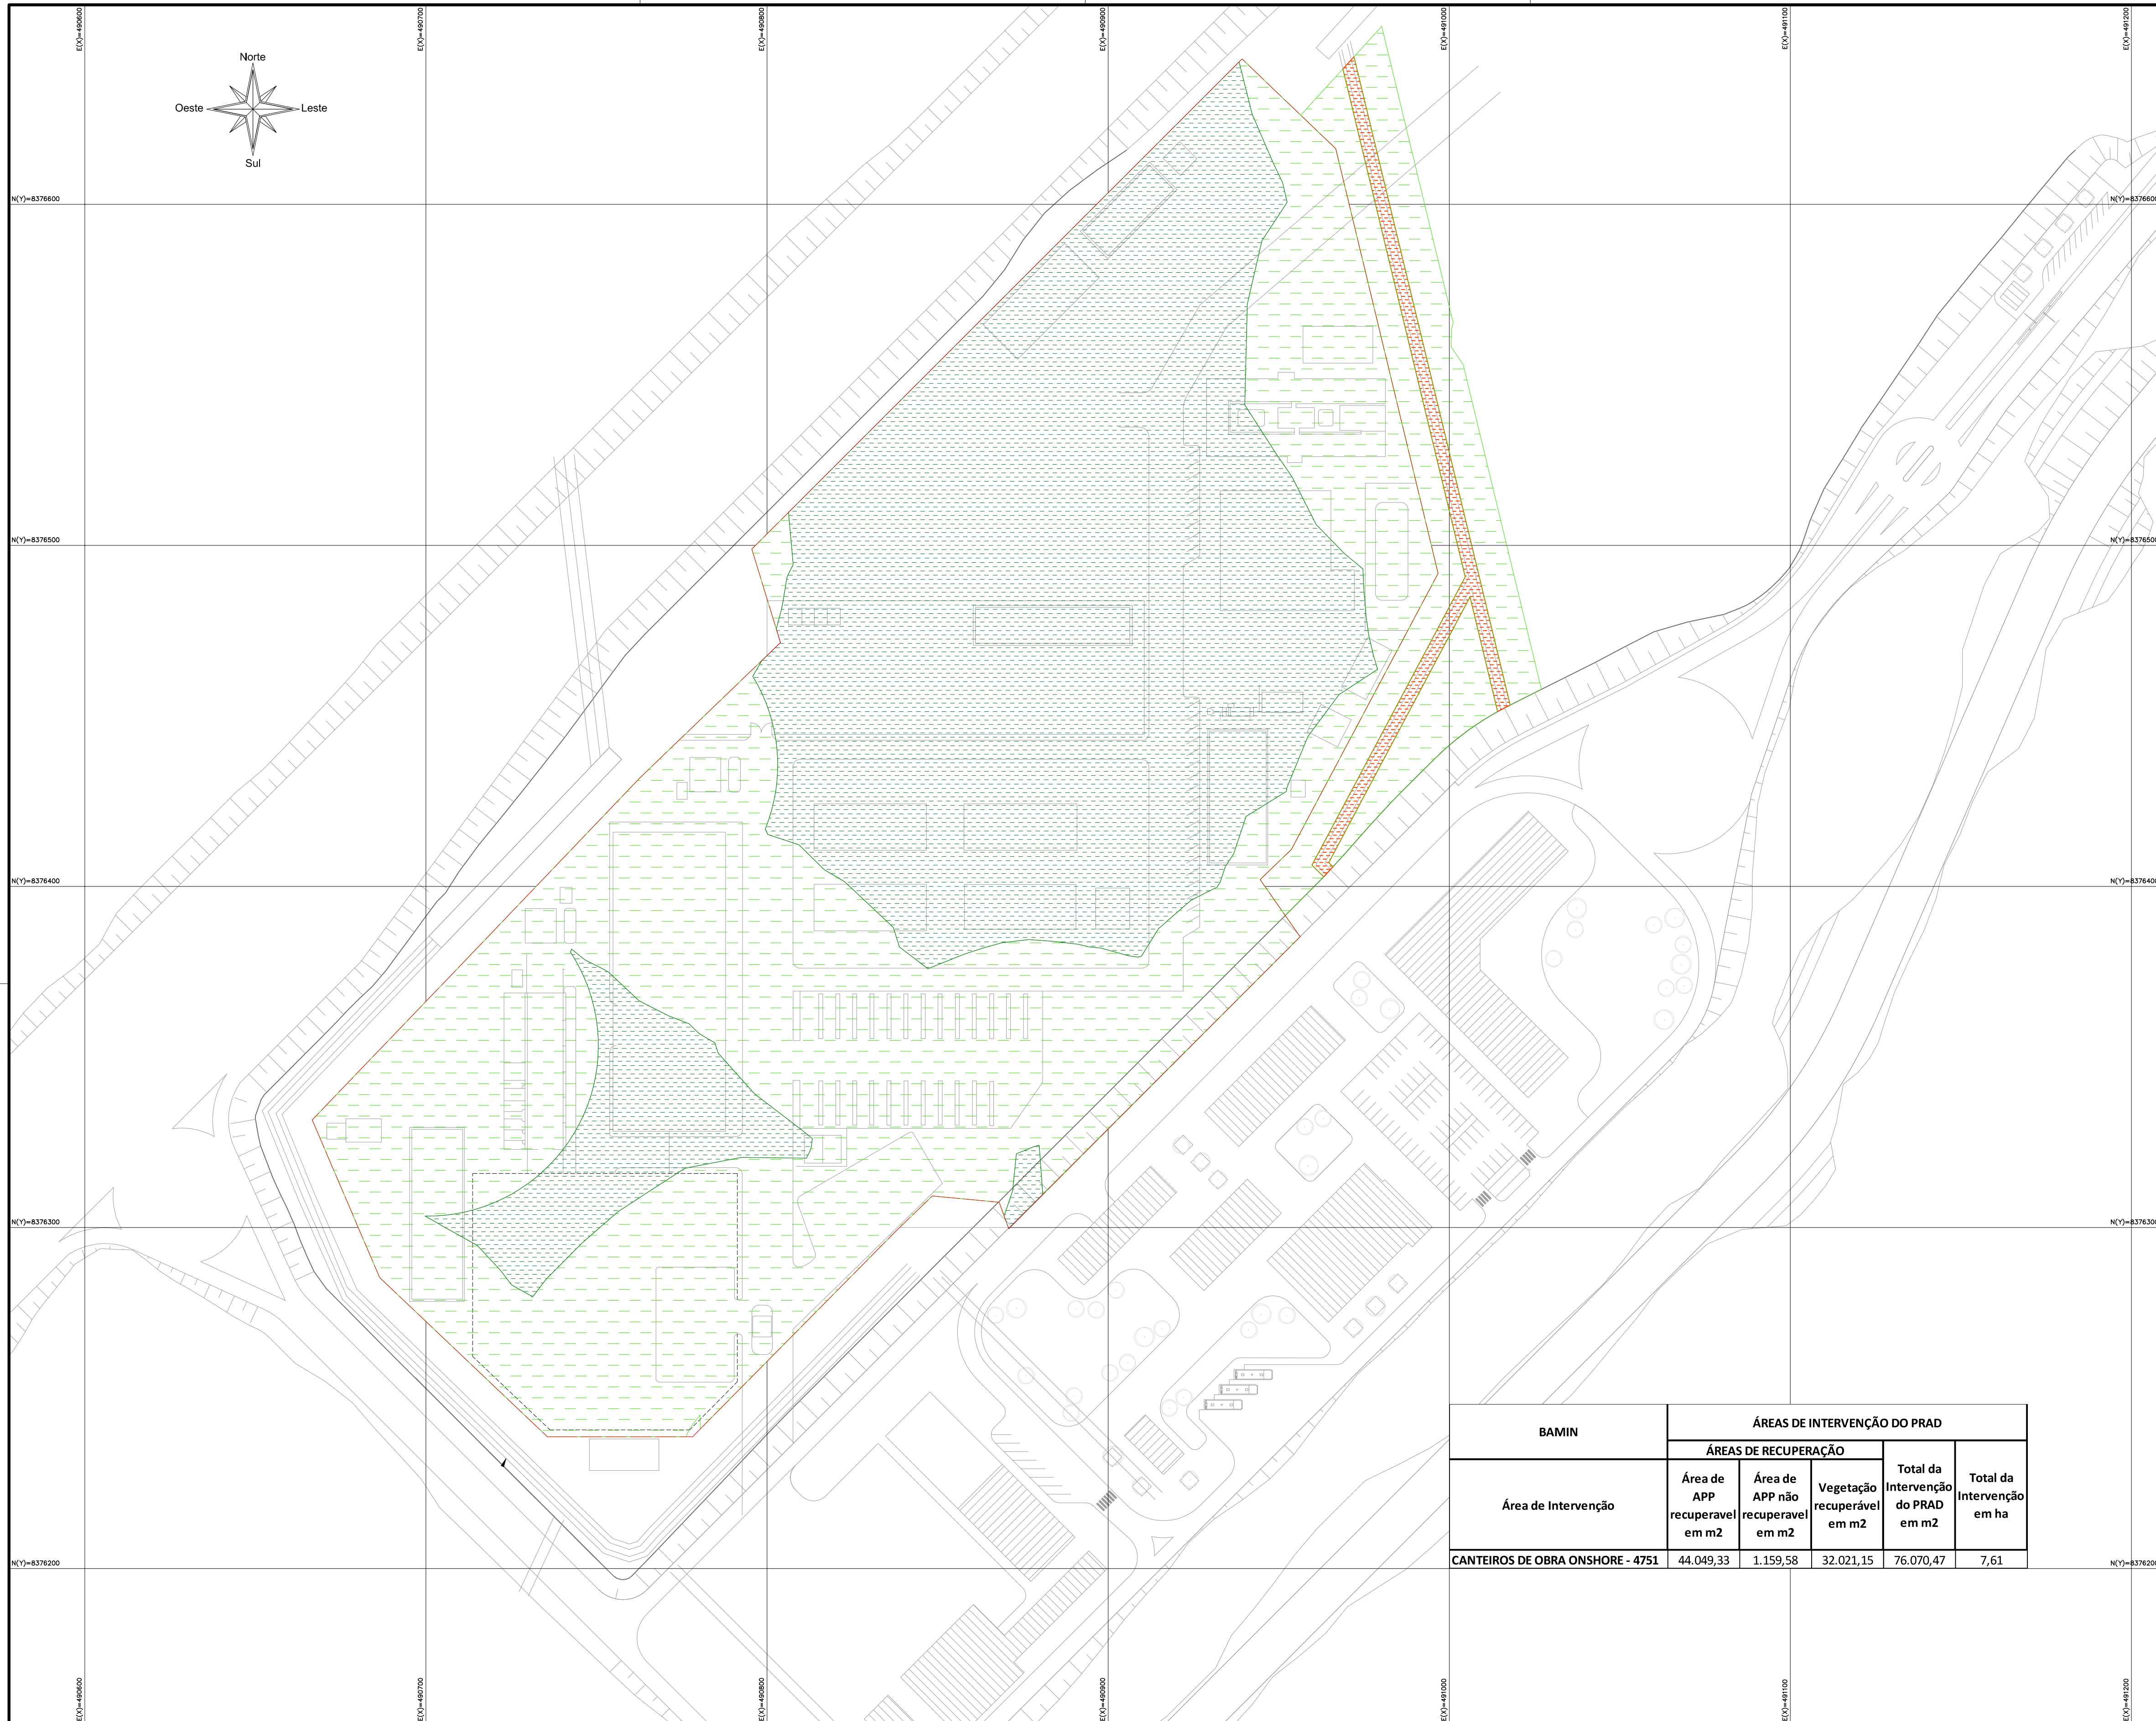 E(X)=490600
E(X)=490700
E(X)=490800
E(X)=490900
E(X)=491000
E(X)=491100
E(X)=491200
Norte
Oeste
Leste
Sul
N(Y)=8376600
N(Y)=8376600
N(Y)=8376500
N(Y)=8376500
N(Y)=8376400
N(Y)=8376400
N(Y)=8376300
N(Y)=8376300
BAMIN
ÁREAS DE INTERVENÇÃO DO PRAD
ÁREAS DE RECUPERAÇÃO
Área de Intervenção
Área de
APP
recuperavel
em m2
Área de
APP não
recuperavel
em m2
Vegetação
recuperável
em m2
Total da
Intervenção
do PRAD
em m2
Total da
Intervenção
em ha
CANTEIROS DE OBRA ONSHORE - 4751 44.049,33 1.159,58 32.021,15 76.070,47 7,61
N(Y)=8376200
N(Y)=8376200
E(X)=490600
E(X)=490700
E(X)=490800
E(X)=490900
E(X)=491000
E(X)=491100
E(X)=491200